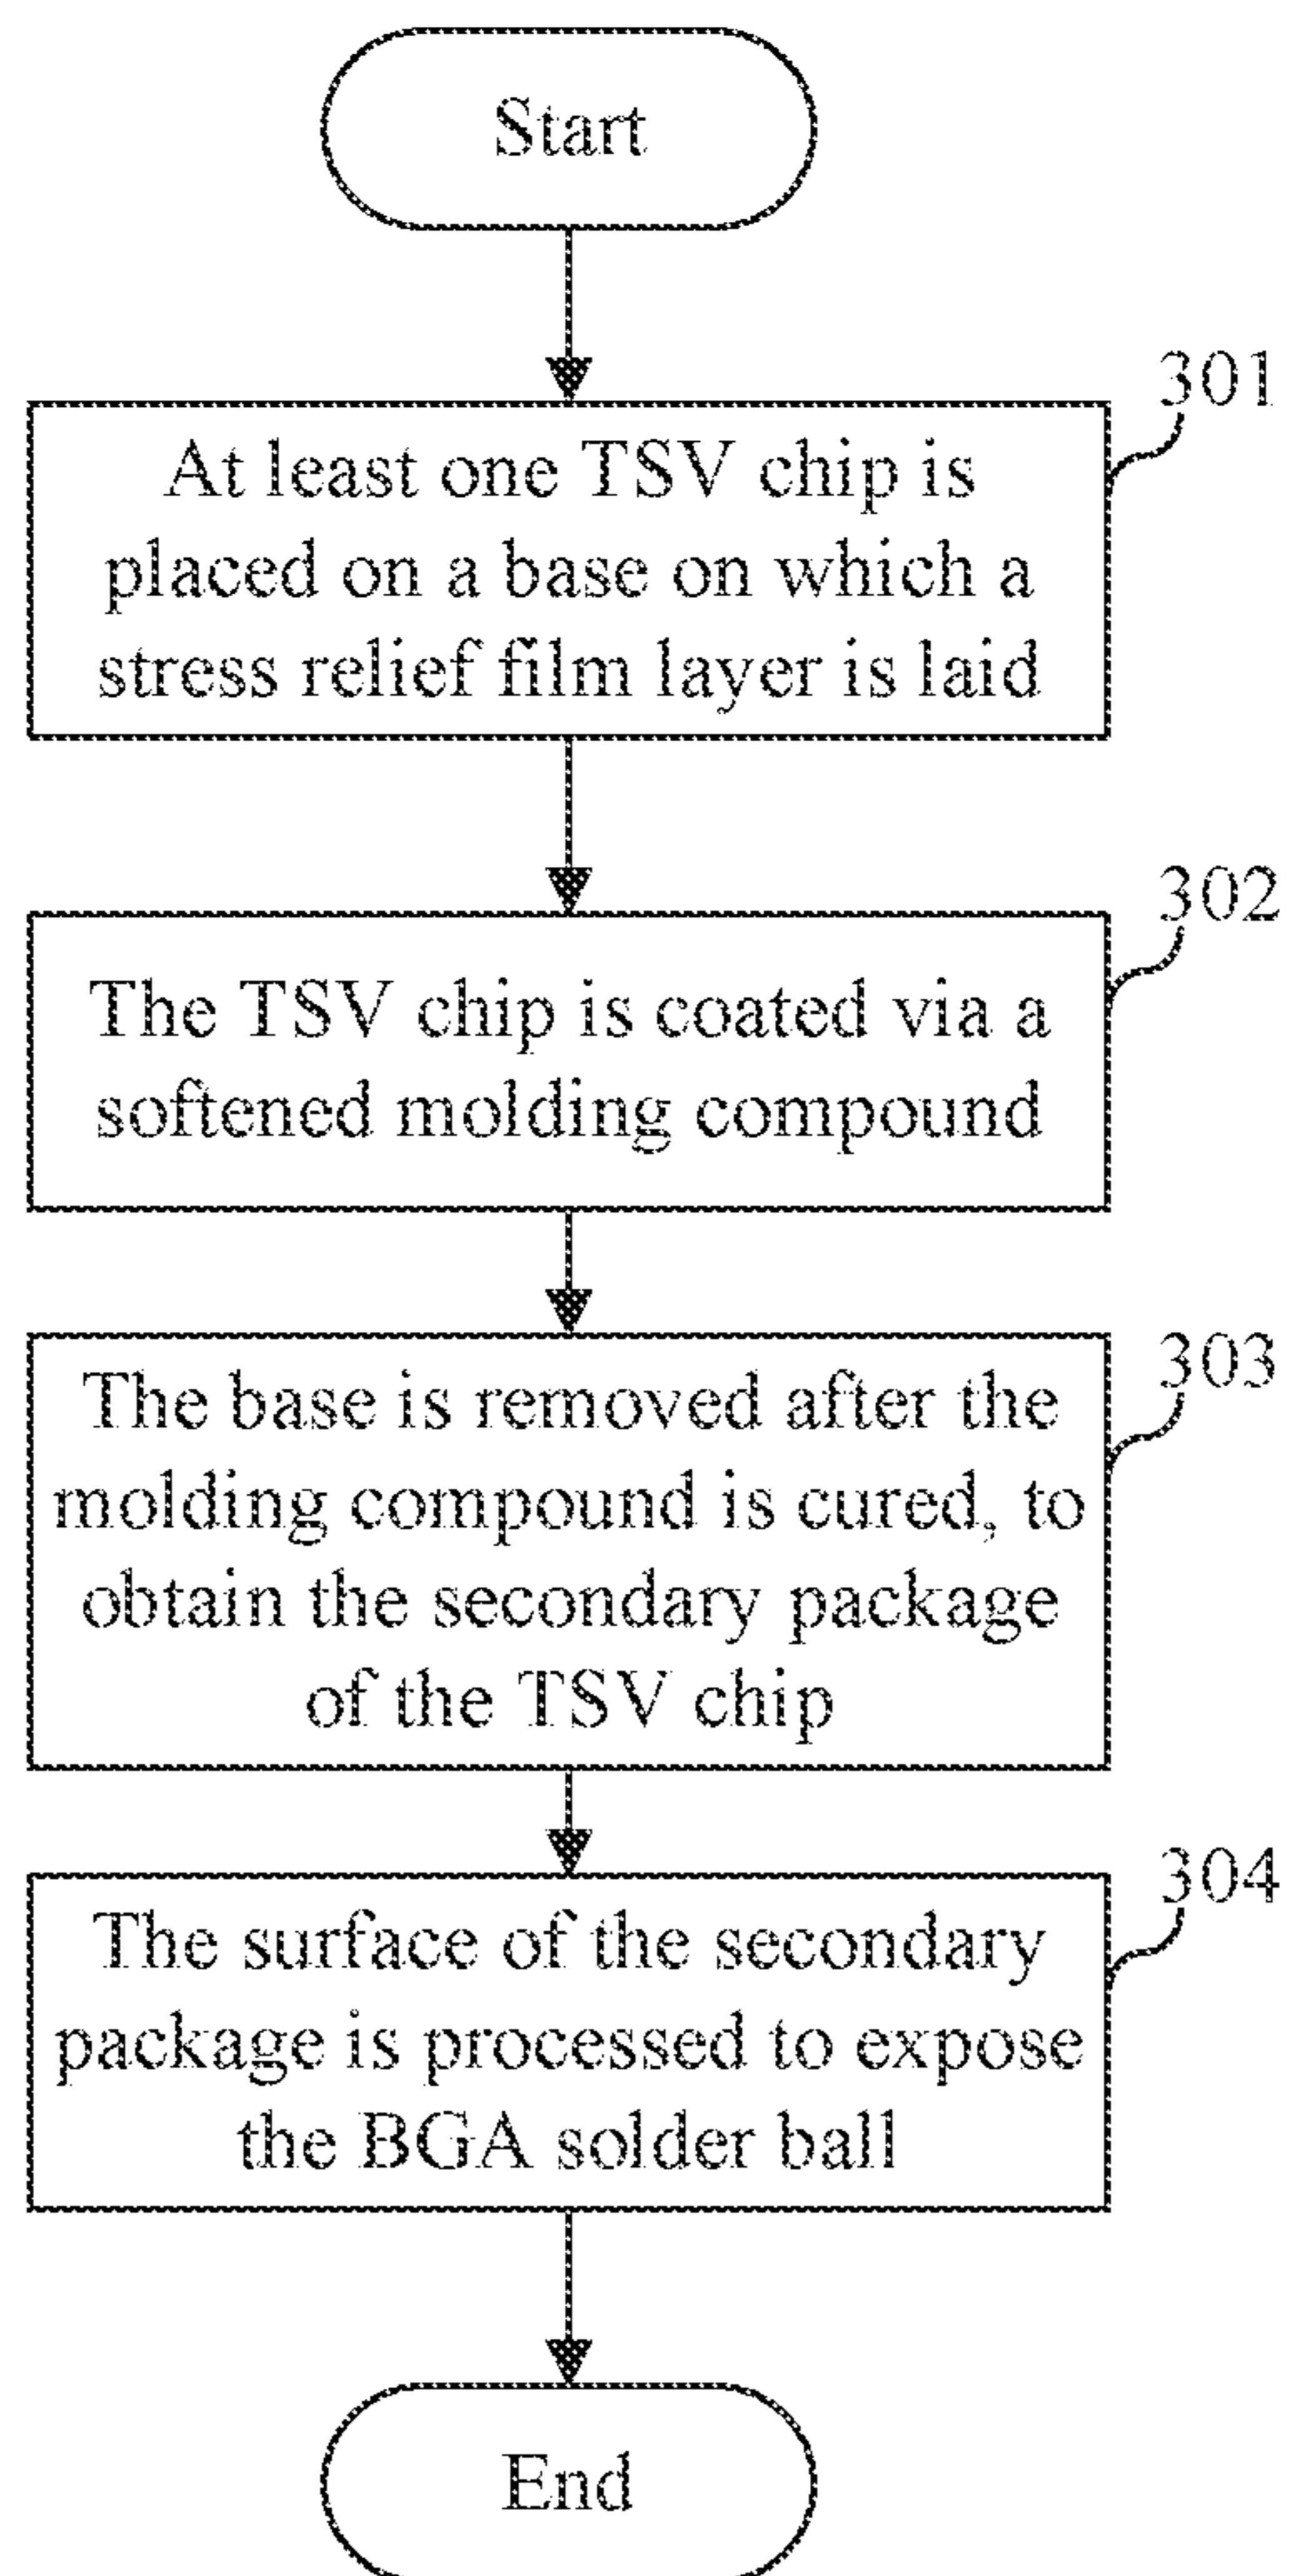 Start
301
At least one TSV chip is
placed on a base on which a
stress relief film layer is laid
302
The TSV chip is coated via a
softened molding compound
303
The base is removed after the
molding compound is cured, to
obtain the secondary package
of the TSV chip
304
The surface of the secondary
package is processed to expose
the BGA solder ball
End